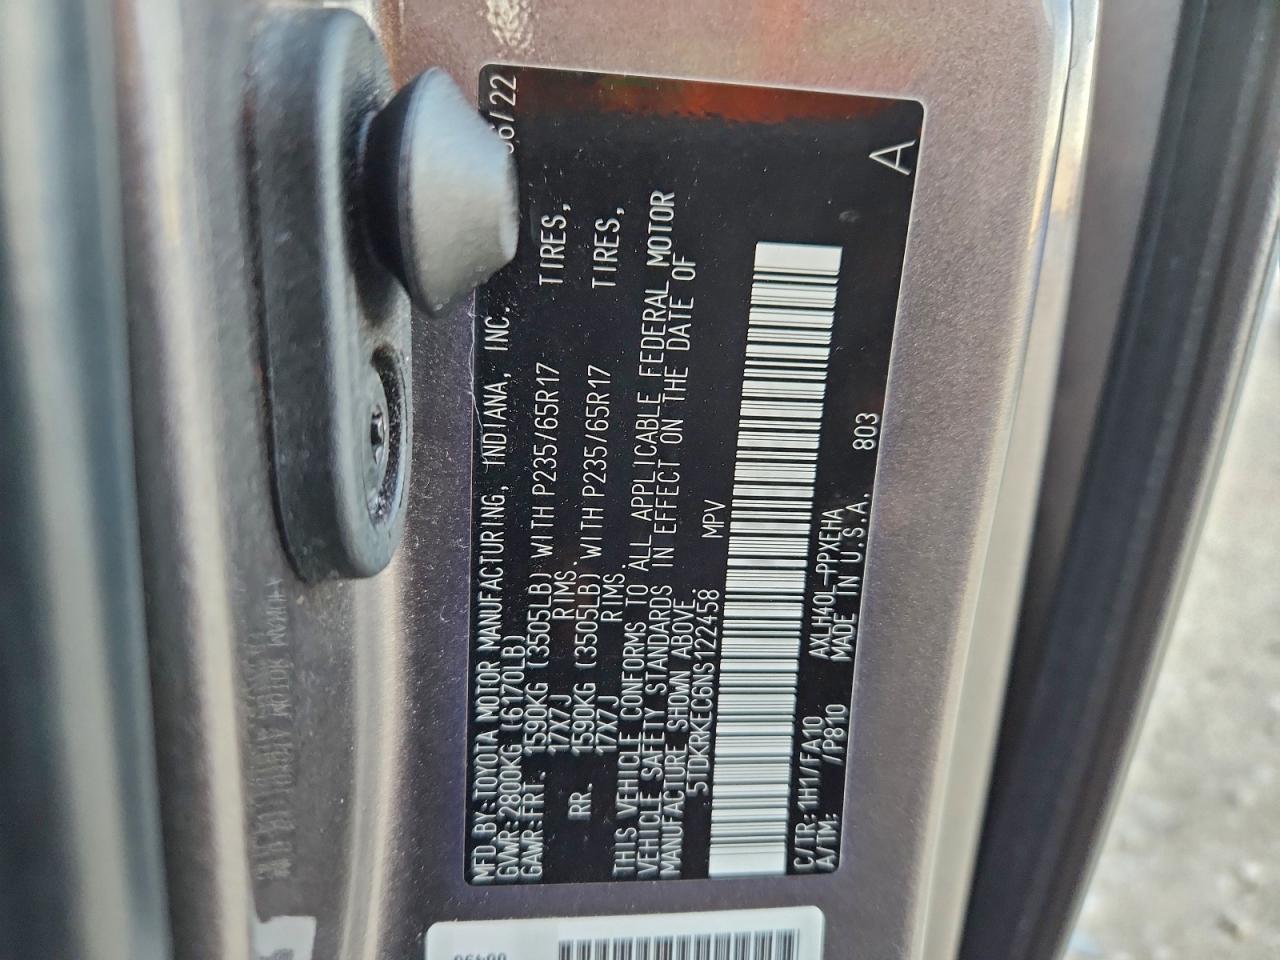 MFD.BY:TOYOTA MOTOR MANUFACTURING, INDIANA, INC. 06/22
GVWR:2800KG (6170LB)
GAWR:FRT. 1590KG (3505LB) WITH P235/65R17 TIRES,
17X7J RIMS.
RR. 1590KG (3505LB) WITH P235/65R17 TIRES,
17X7J RIMS.
THIS VEHICLE CONFORMS TO ALL APPLICABLE FEDERAL MOTOR
VEHICLE SAFETY STANDARDS IN EFFECT ON THE DATE OF
MANUFACTURE SHOWN ABOVE.
5TDKRKEC6NS122458 MPV
C/TR:1H1/FA10 AXLH40L-PPXEHA 803
A/TM: /P810 MADE IN U.S.A.
A